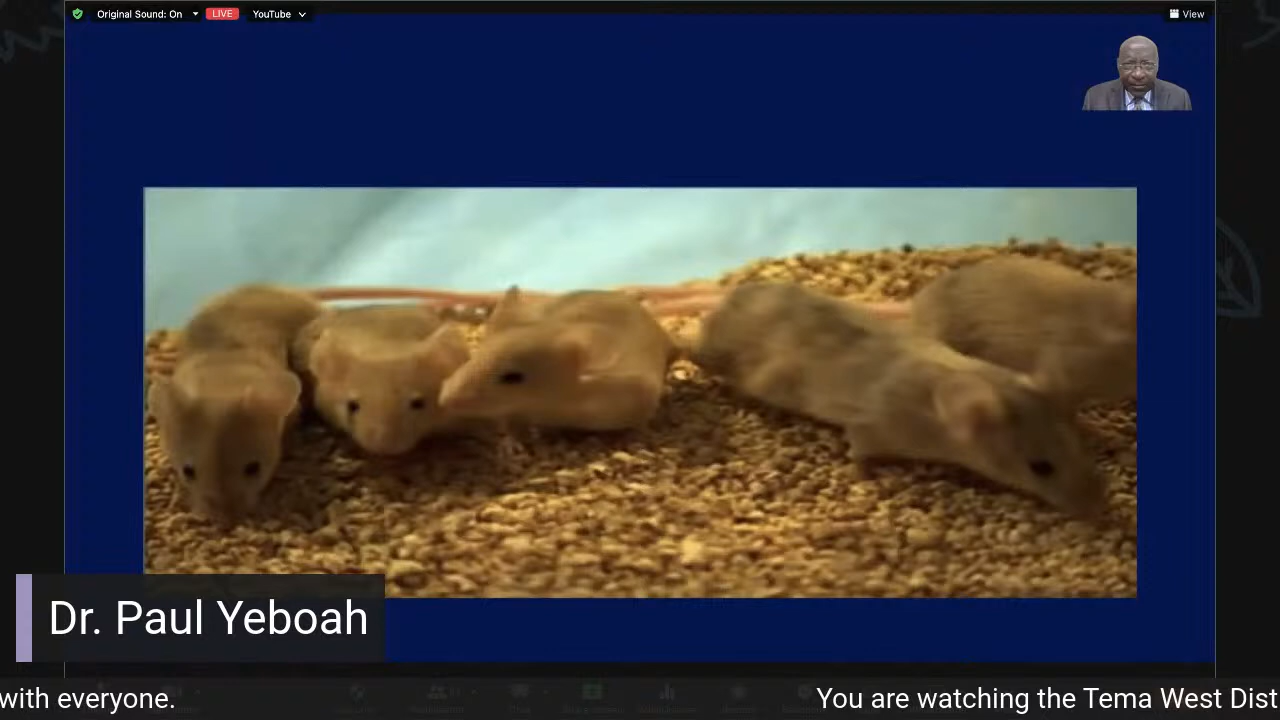 Original Sound: On
LIVE
YouTube
View
Dr. Paul Yeboah
with everyone.
You are watching the Tema West Dist